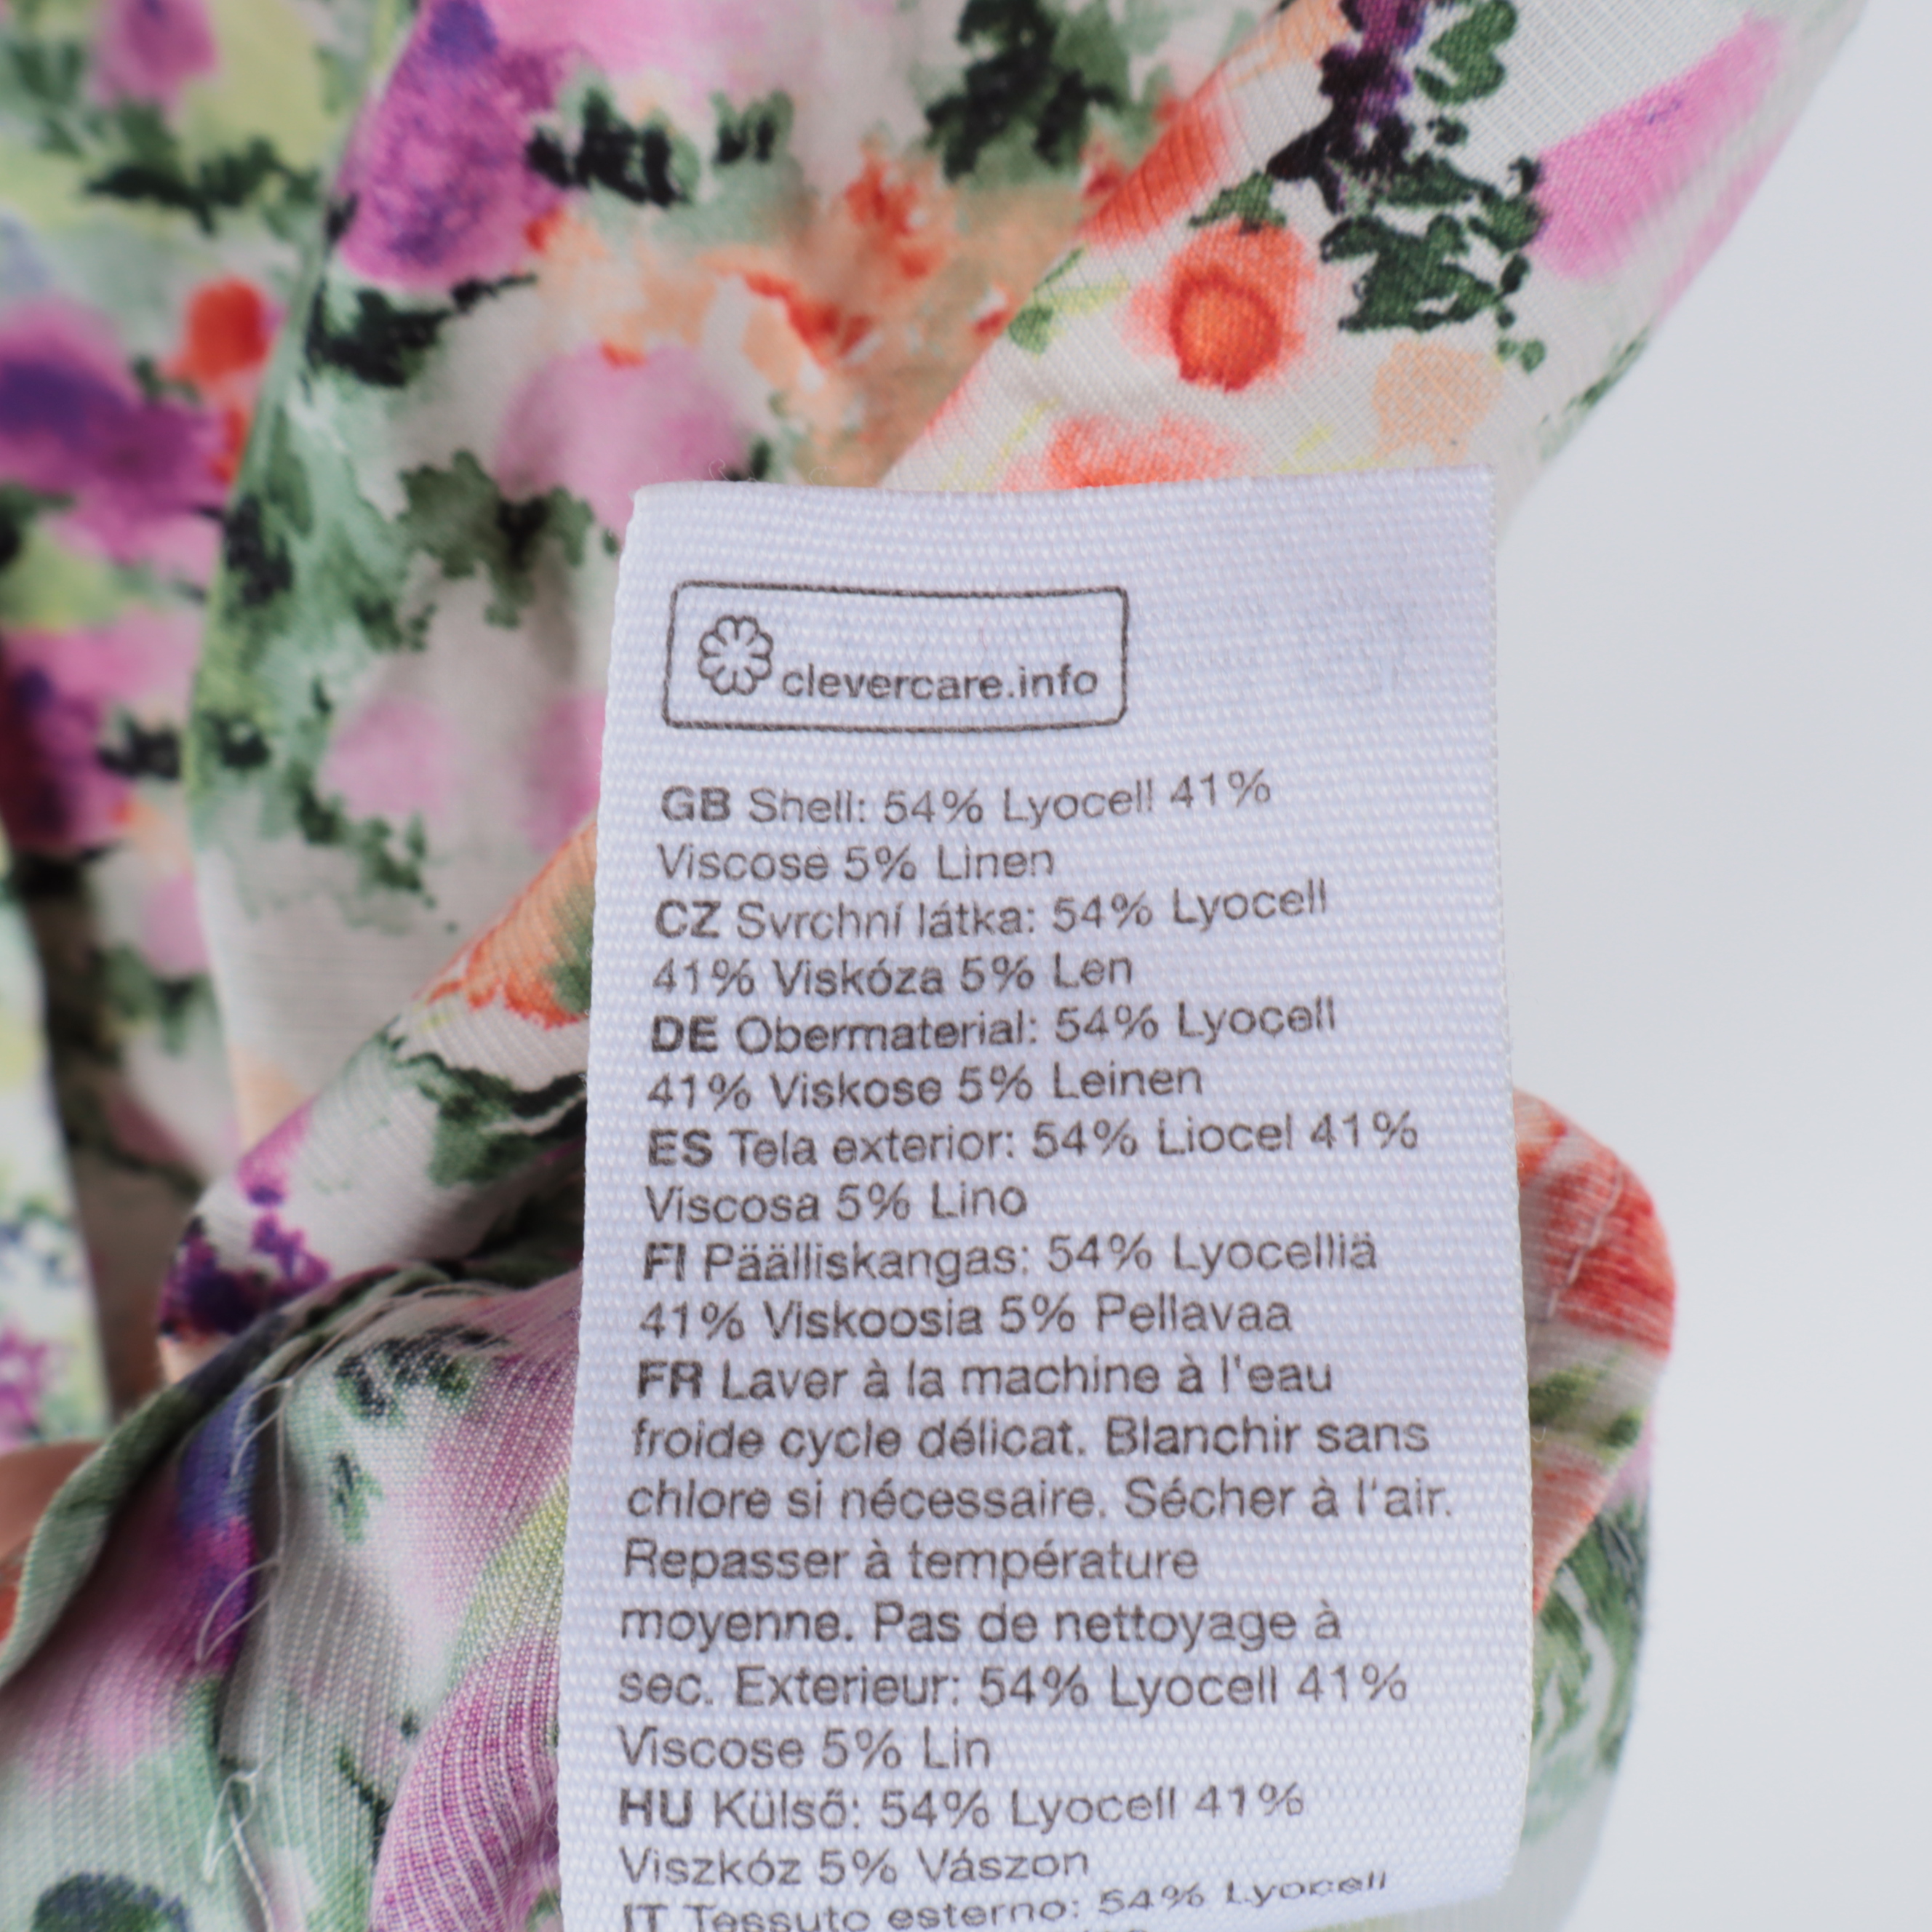 clevercare.info
GB Shell: 54% Lyocell 41%
Viscose 5% Linen
CZ Svrchní látka: 54% Lyocell
41% Viskóza 5% Len
DE Obermaterial: 54% Lyocell
41% Viskose 5% Leinen
ES Tela exterior: 54% Liocel 41%
Viscosa 5% Lino
FI Päälliskangas: 54% Lyocelliä
41% Viskoosia 5% Pellavaa
FR Laver à la machine à l'eau
froide cycle délicat. Blanchir sans
chlore si nécessaire. Sécher à l'air.
Repasser à température
moyenne. Pas de nettoyage à
sec. Exterieur: 54% Lyocell 41%
Viscose 5% Lin
HU Külső: 54% Lyocell 41%
Viszkóz 5% Vászon
IT Tessuto esterno: 54% Lyocell